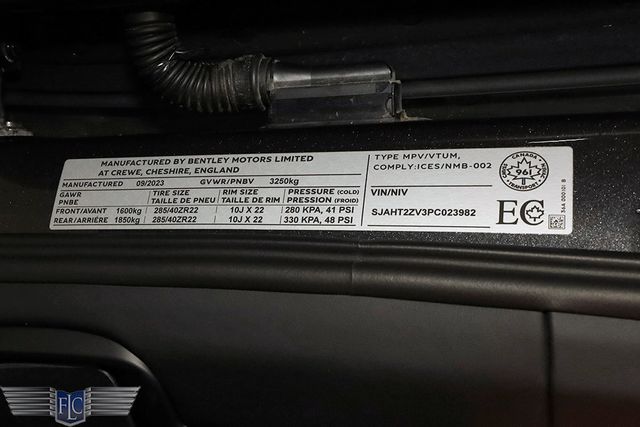 MANUFACTURED BY BENTLEY MOTORS LIMITED
AT CREWE, CHESHIRE, ENGLAND
MANUFACTURED 09/2023 GVWR/PNBV 3250kg
GAWR TIRE SIZE RIM SIZE PRESSURE (COLD)
PNBE TAILLE DE PNEU TAILLE DE RIM PRESSION (FROID)
FRONT/AVANT 1600kg 285/40ZR22 10J X 22 280 KPA, 41 PSI
REAR/ARRIÈRE 1850kg 285/40ZR22 10J X 22 330 KPA, 48 PSI
TYPE MPV/VTUM,
COMPLY:ICES/NMB-002
CANADA
961
TRANSPORT
VIN/NIV
SJAHT2ZV3PC023982
EC
36A 000101 B
FLC